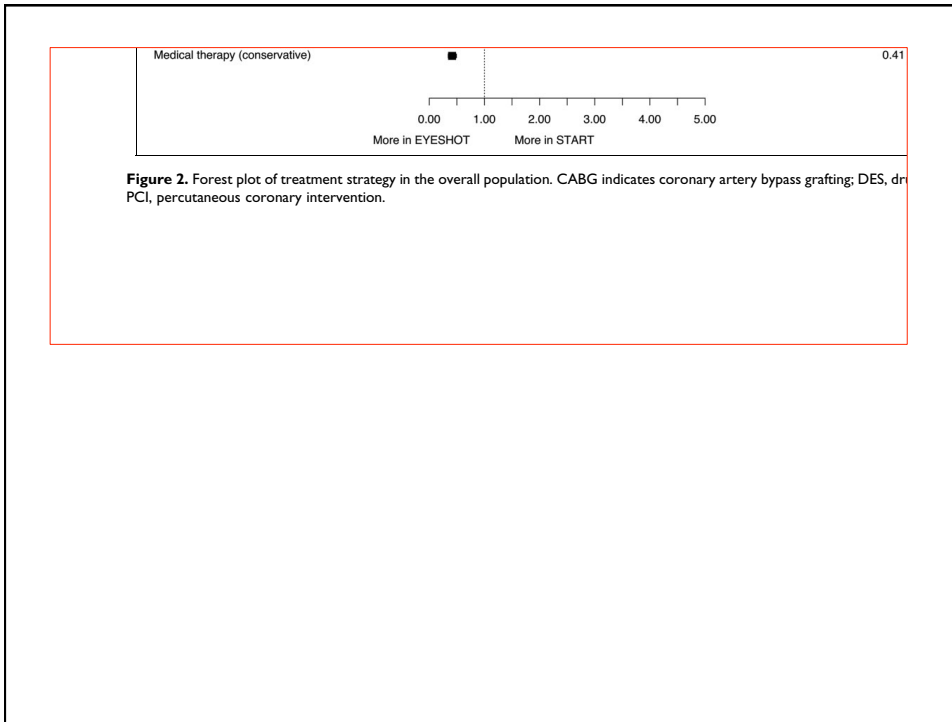 Medical therapy (conservative) 0.41
0.00 1.00 2.00 3.00 4.00 5.00
More in EYESHOT More in START
Figure 2. Forest plot of treatment strategy in the overall population. CABG indicates coronary artery bypass grafting; DES,
PCI, percutaneous coronary intervention.